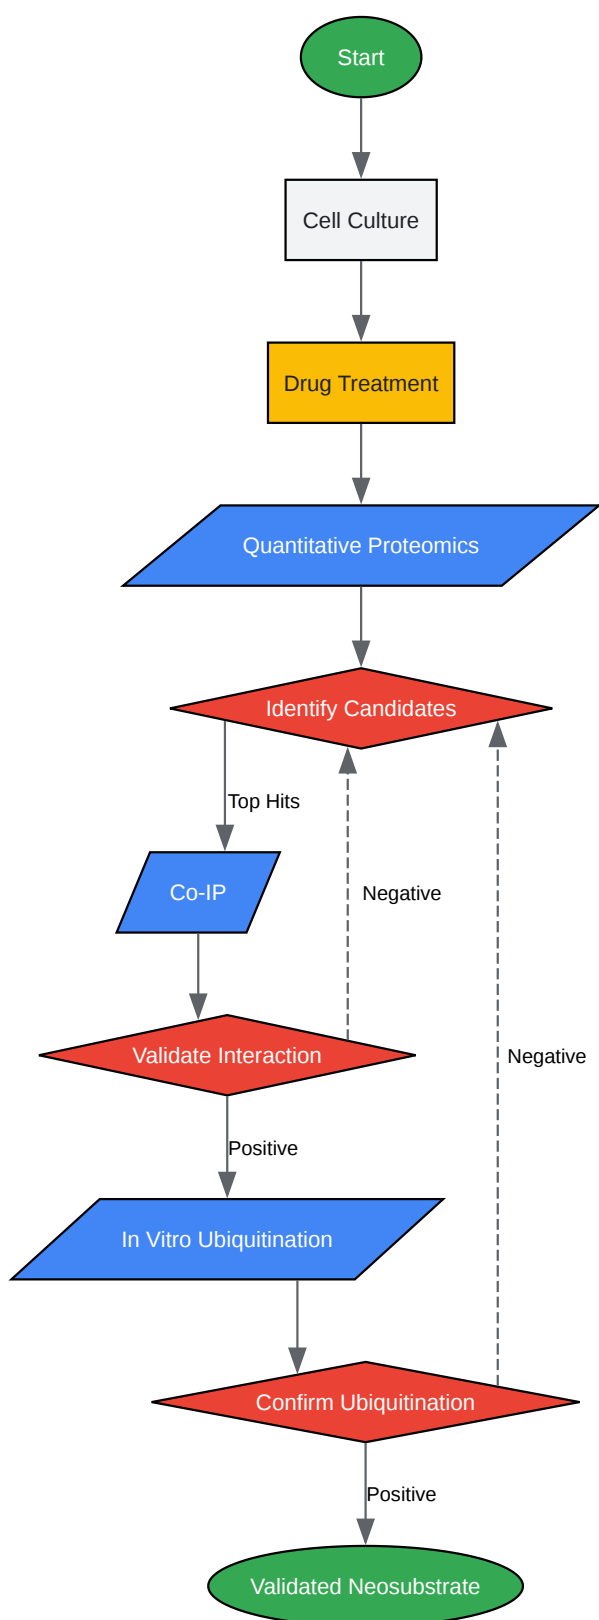 Start
Cell Culture
Drug Treatment
Quantitative Proteomics
Identify Candidates
Top Hits
Co-IP
Negative
Validate Interaction
Negative
Positive
In Vitro Ubiquitination
Confirm Ubiquitination
Positive
Validated Neosubstrate